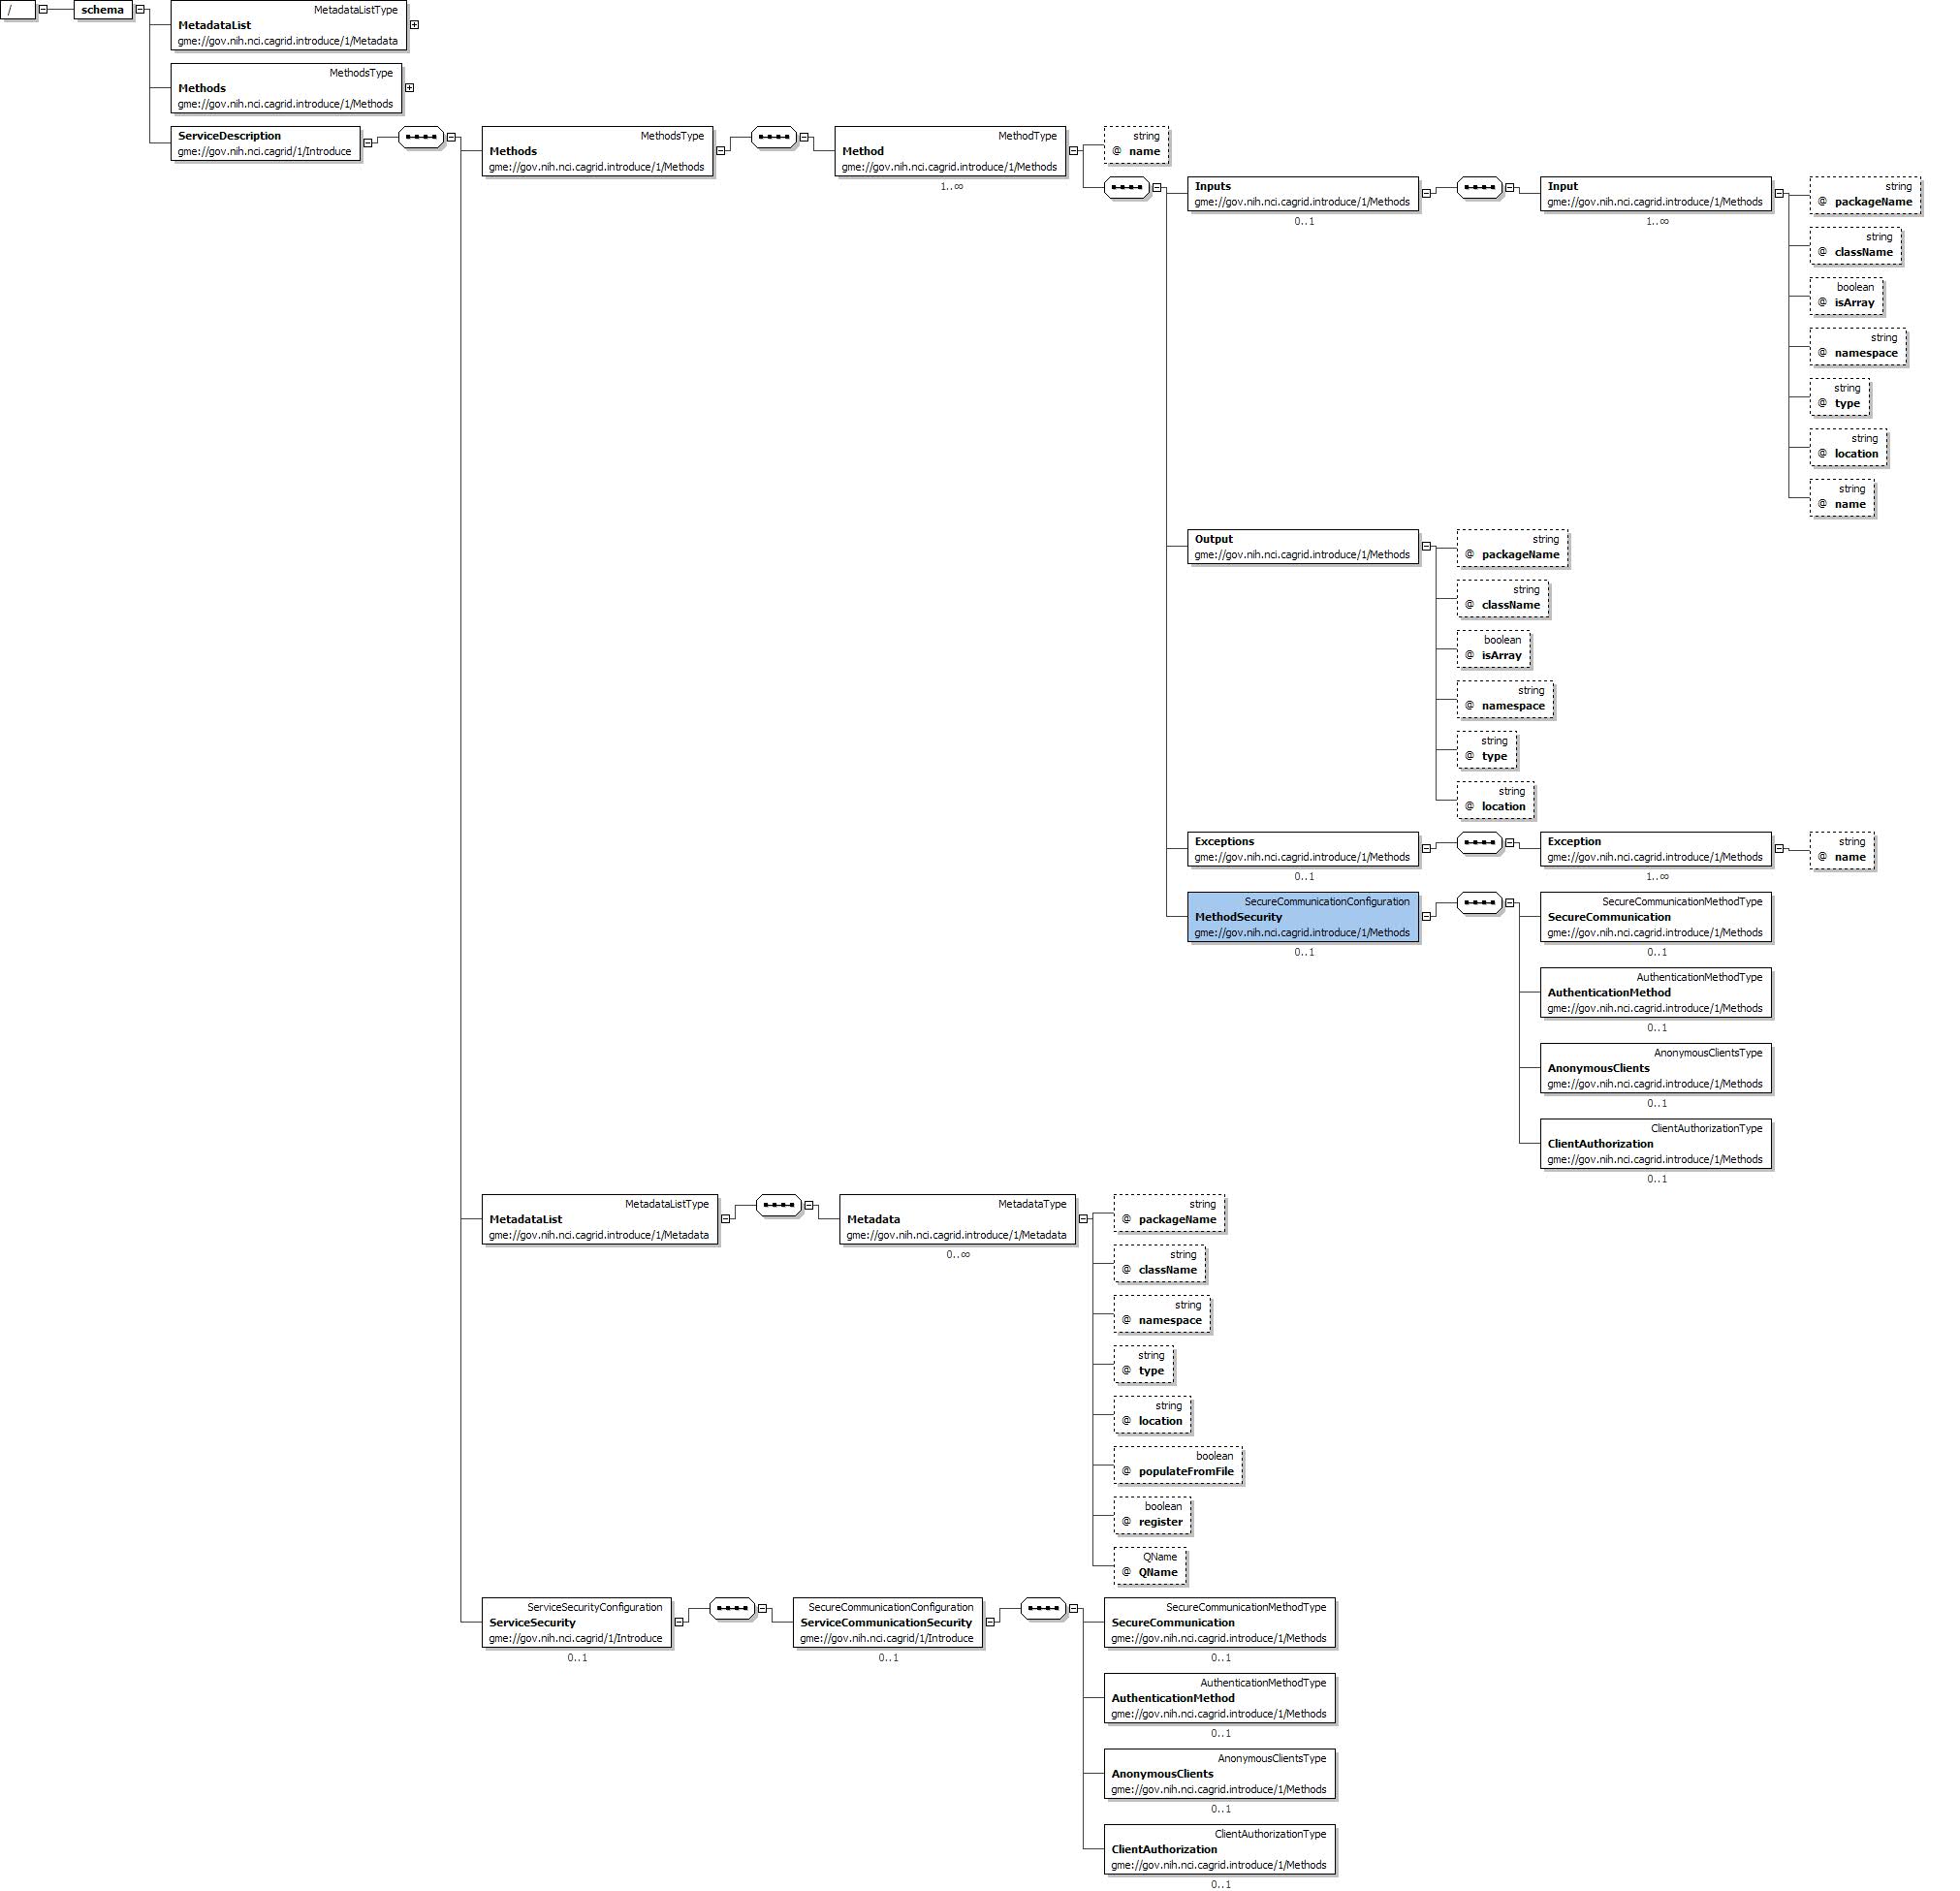 /
schema
MetadataListType
MetadataList
gme://gov.nih.nci.cagrid.introduce/1/Metadata
MethodsType
Methods
gme://gov.nih.nci.cagrid.introduce/1/Methods
ServiceDescription
gme://gov.nih.nci.cagrid/1/Introduce
MethodsType
Methods
gme://gov.nih.nci.cagrid.introduce/1/Methods
MethodType
Method
gme://gov.nih.nci.cagrid.introduce/1/Methods
1..∞
string
@ name
Inputs
gme://gov.nih.nci.cagrid.introduce/1/Methods
0..1
Input
gme://gov.nih.nci.cagrid.introduce/1/Methods
1..∞
string
@ packageName
string
@ className
boolean
@ isArray
string
@ namespace
string
@ type
string
@ location
string
@ name
Output
gme://gov.nih.nci.cagrid.introduce/1/Methods
string
@ packageName
string
@ className
boolean
@ isArray
string
@ namespace
string
@ type
string
@ location
Exceptions
gme://gov.nih.nci.cagrid.introduce/1/Methods
0..1
Exception
gme://gov.nih.nci.cagrid.introduce/1/Methods
1..∞
string
@ name
SecureCommunicationConfiguration
MethodSecurity
gme://gov.nih.nci.cagrid.introduce/1/Methods
0..1
SecureCommunicationMethodType
SecureCommunication
gme://gov.nih.nci.cagrid.introduce/1/Methods
0..1
AuthenticationMethodType
AuthenticationMethod
gme://gov.nih.nci.cagrid.introduce/1/Methods
0..1
AnonymousClientsType
AnonymousClients
gme://gov.nih.nci.cagrid.introduce/1/Methods
0..1
ClientAuthorizationType
ClientAuthorization
gme://gov.nih.nci.cagrid.introduce/1/Methods
0..1
MetadataListType
MetadataList
gme://gov.nih.nci.cagrid.introduce/1/Metadata
MetadataType
Metadata
gme://gov.nih.nci.cagrid.introduce/1/Metadata
0..∞
string
@ packageName
string
@ className
string
@ namespace
string
@ type
string
@ location
boolean
@ populateFromFile
boolean
@ register
QName
@ QName
ServiceSecurityConfiguration
ServiceSecurity
gme://gov.nih.nci.cagrid/1/Introduce
0..1
SecureCommunicationConfiguration
ServiceCommunicationSecurity
gme://gov.nih.nci.cagrid/1/Introduce
0..1
SecureCommunicationMethodType
SecureCommunication
gme://gov.nih.nci.cagrid.introduce/1/Methods
0..1
AuthenticationMethodType
AuthenticationMethod
gme://gov.nih.nci.cagrid.introduce/1/Methods
0..1
AnonymousClientsType
AnonymousClients
gme://gov.nih.nci.cagrid.introduce/1/Methods
0..1
ClientAuthorizationType
ClientAuthorization
gme://gov.nih.nci.cagrid.introduce/1/Methods
0..1